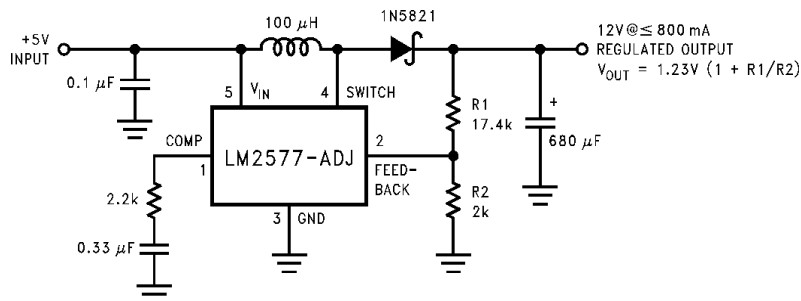 +5V
INPUT
0.1 μF
100 μH
1N5821
12V@≤ 800 mA
REGULATED OUTPUT
VOUT = 1.23V (1 + R1/R2)
5
VIN
4
SWITCH
COMP
1
LM2577-ADJ
2
FEED-
BACK
3
GND
2.2k
0.33 μF
R1
17.4k
R2
2k
+
680 μF